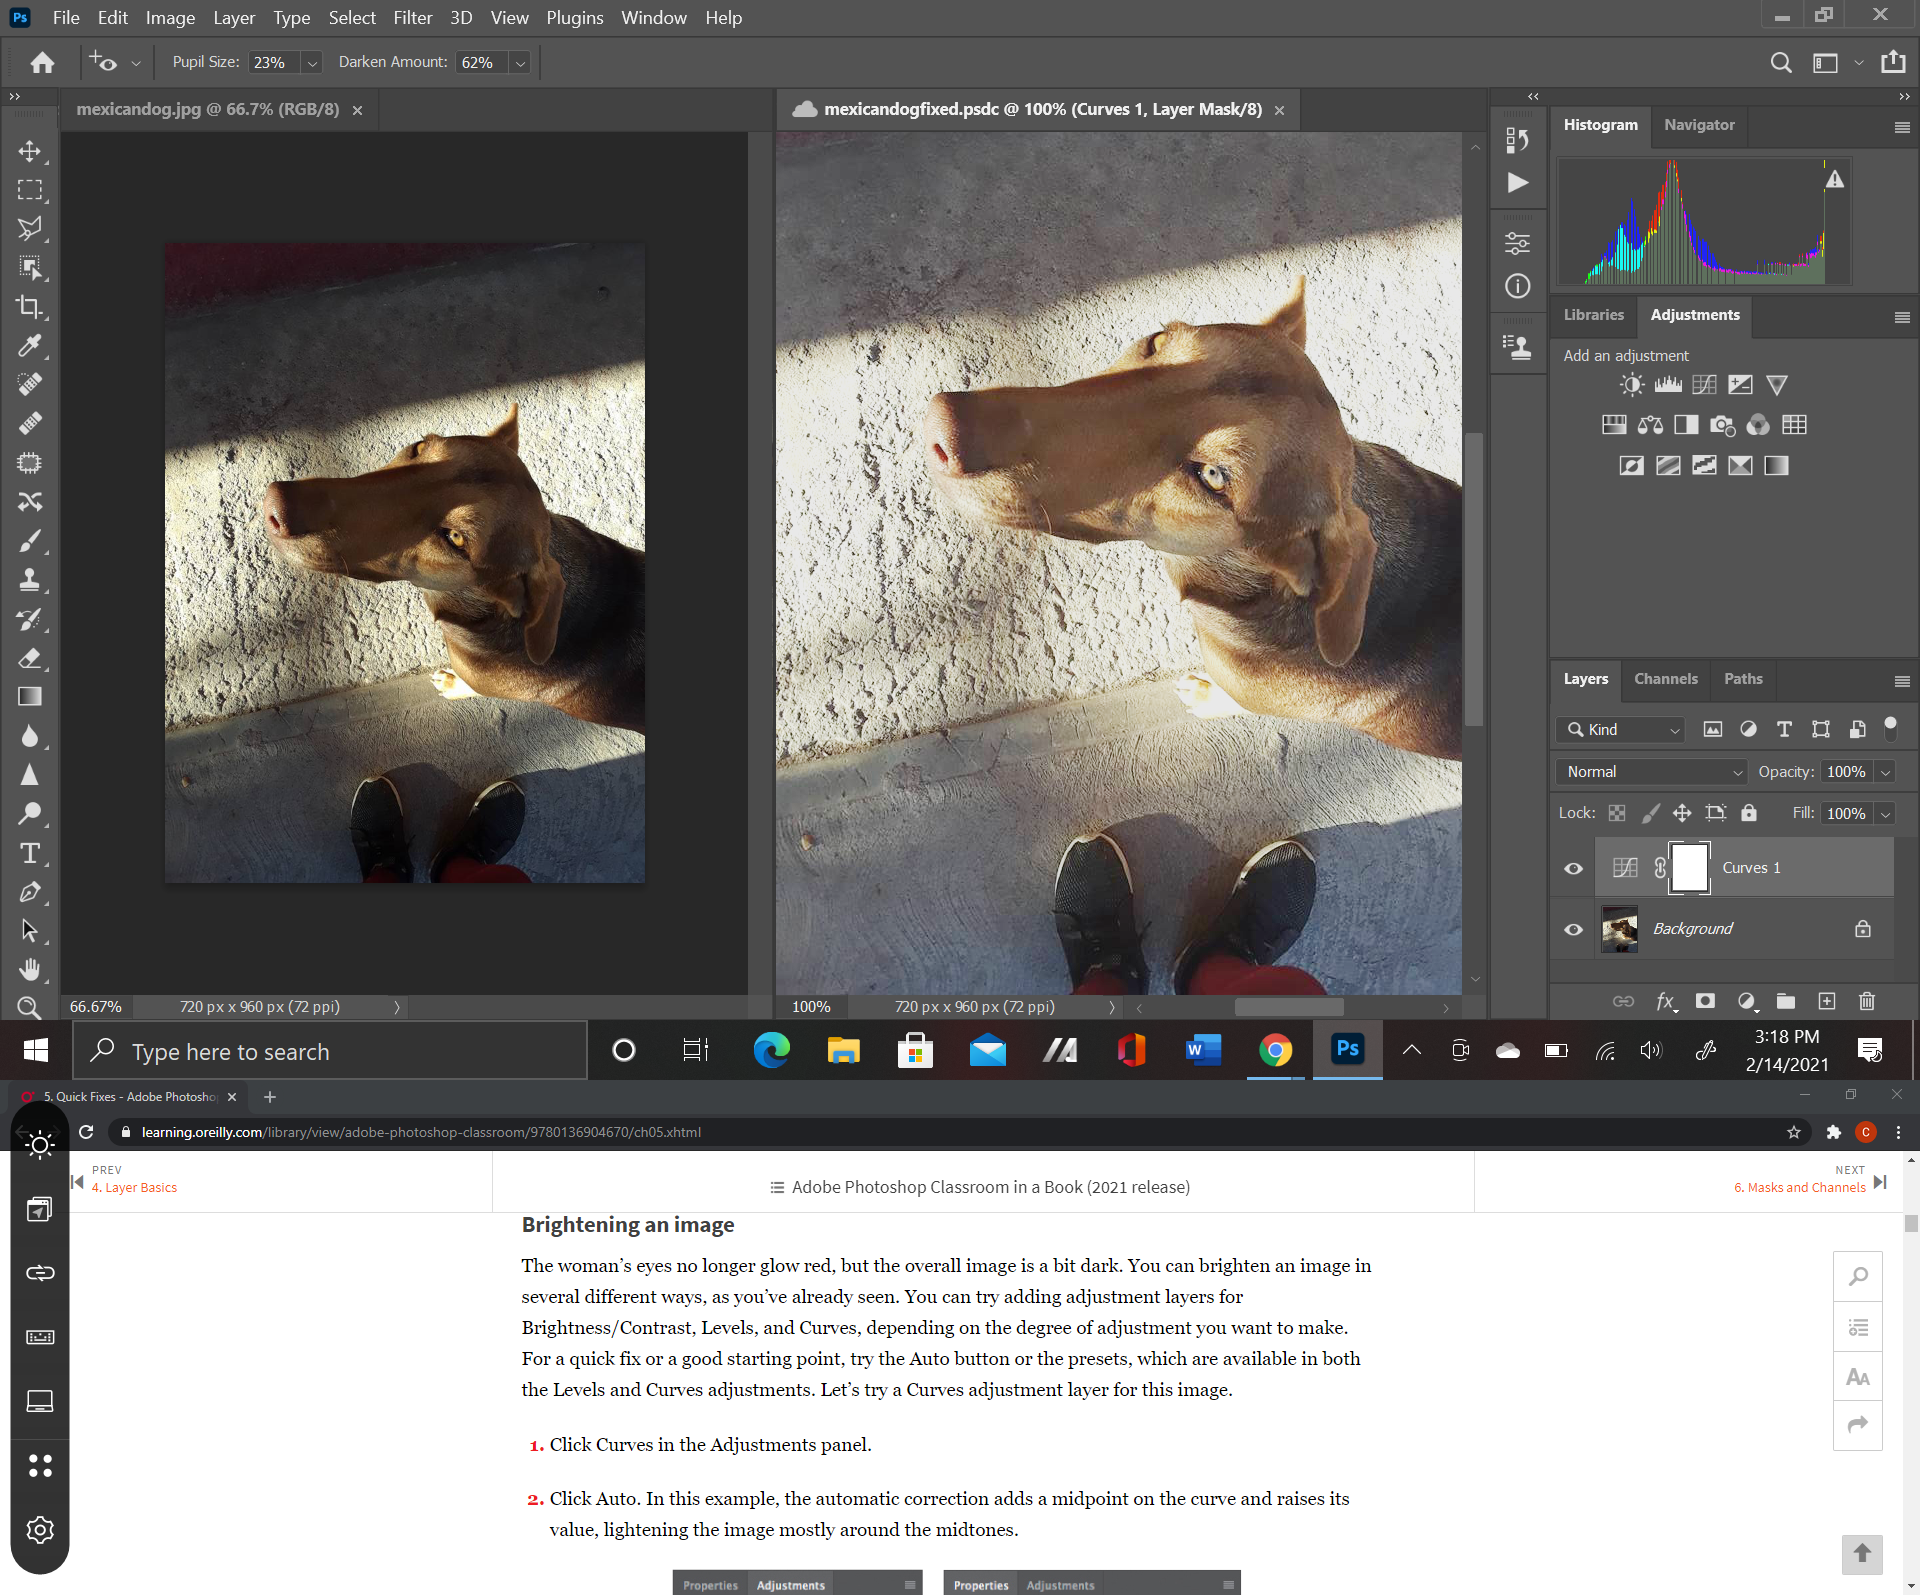 Ps File Edit Image Layer Type Select Filter 3D View Plugins Window Help
Pupil Size: 23% Darken Amount: 62%
mexicandog.jpg @ 66.7% (RGB/8) ×
mexicandogfixed.psdc @ 100% (Curves 1, Layer Mask/8) ×
Histogram Navigator
Libraries Adjustments
Add an adjustment
Layers Channels Paths
Kind
Normal Opacity: 100%
Lock: Fill: 100%
Curves 1
Background
66.67% 720 px x 960 px (72 ppi)
100% 720 px x 960 px (72 ppi)
fx
Type here to search
W
Ps
3:18 PM
2/14/2021
5. Quick Fixes - Adobe Photosho
learning.oreilly.com/library/view/adobe-photoshop-classroom/9780136904670/ch05.xhtml
C
PREV
4. Layer Basics
Adobe Photoshop Classroom in a Book (2021 release)
NEXT
6. Masks and Channels
Brightening an image
The woman’s eyes no longer glow red, but the overall image is a bit dark. You can brighten an image in
several different ways, as you’ve already seen. You can try adding adjustment layers for
Brightness/Contrast, Levels, and Curves, depending on the degree of adjustment you want to make.
For a quick fix or a good starting point, try the Auto button or the presets, which are available in both
the Levels and Curves adjustments. Let’s try a Curves adjustment layer for this image.
1. Click Curves in the Adjustments panel.
2. Click Auto. In this example, the automatic correction adds a midpoint on the curve and raises its
value, lightening the image mostly around the midtones.
AA
Properties Adjustments
Properties Adjustments